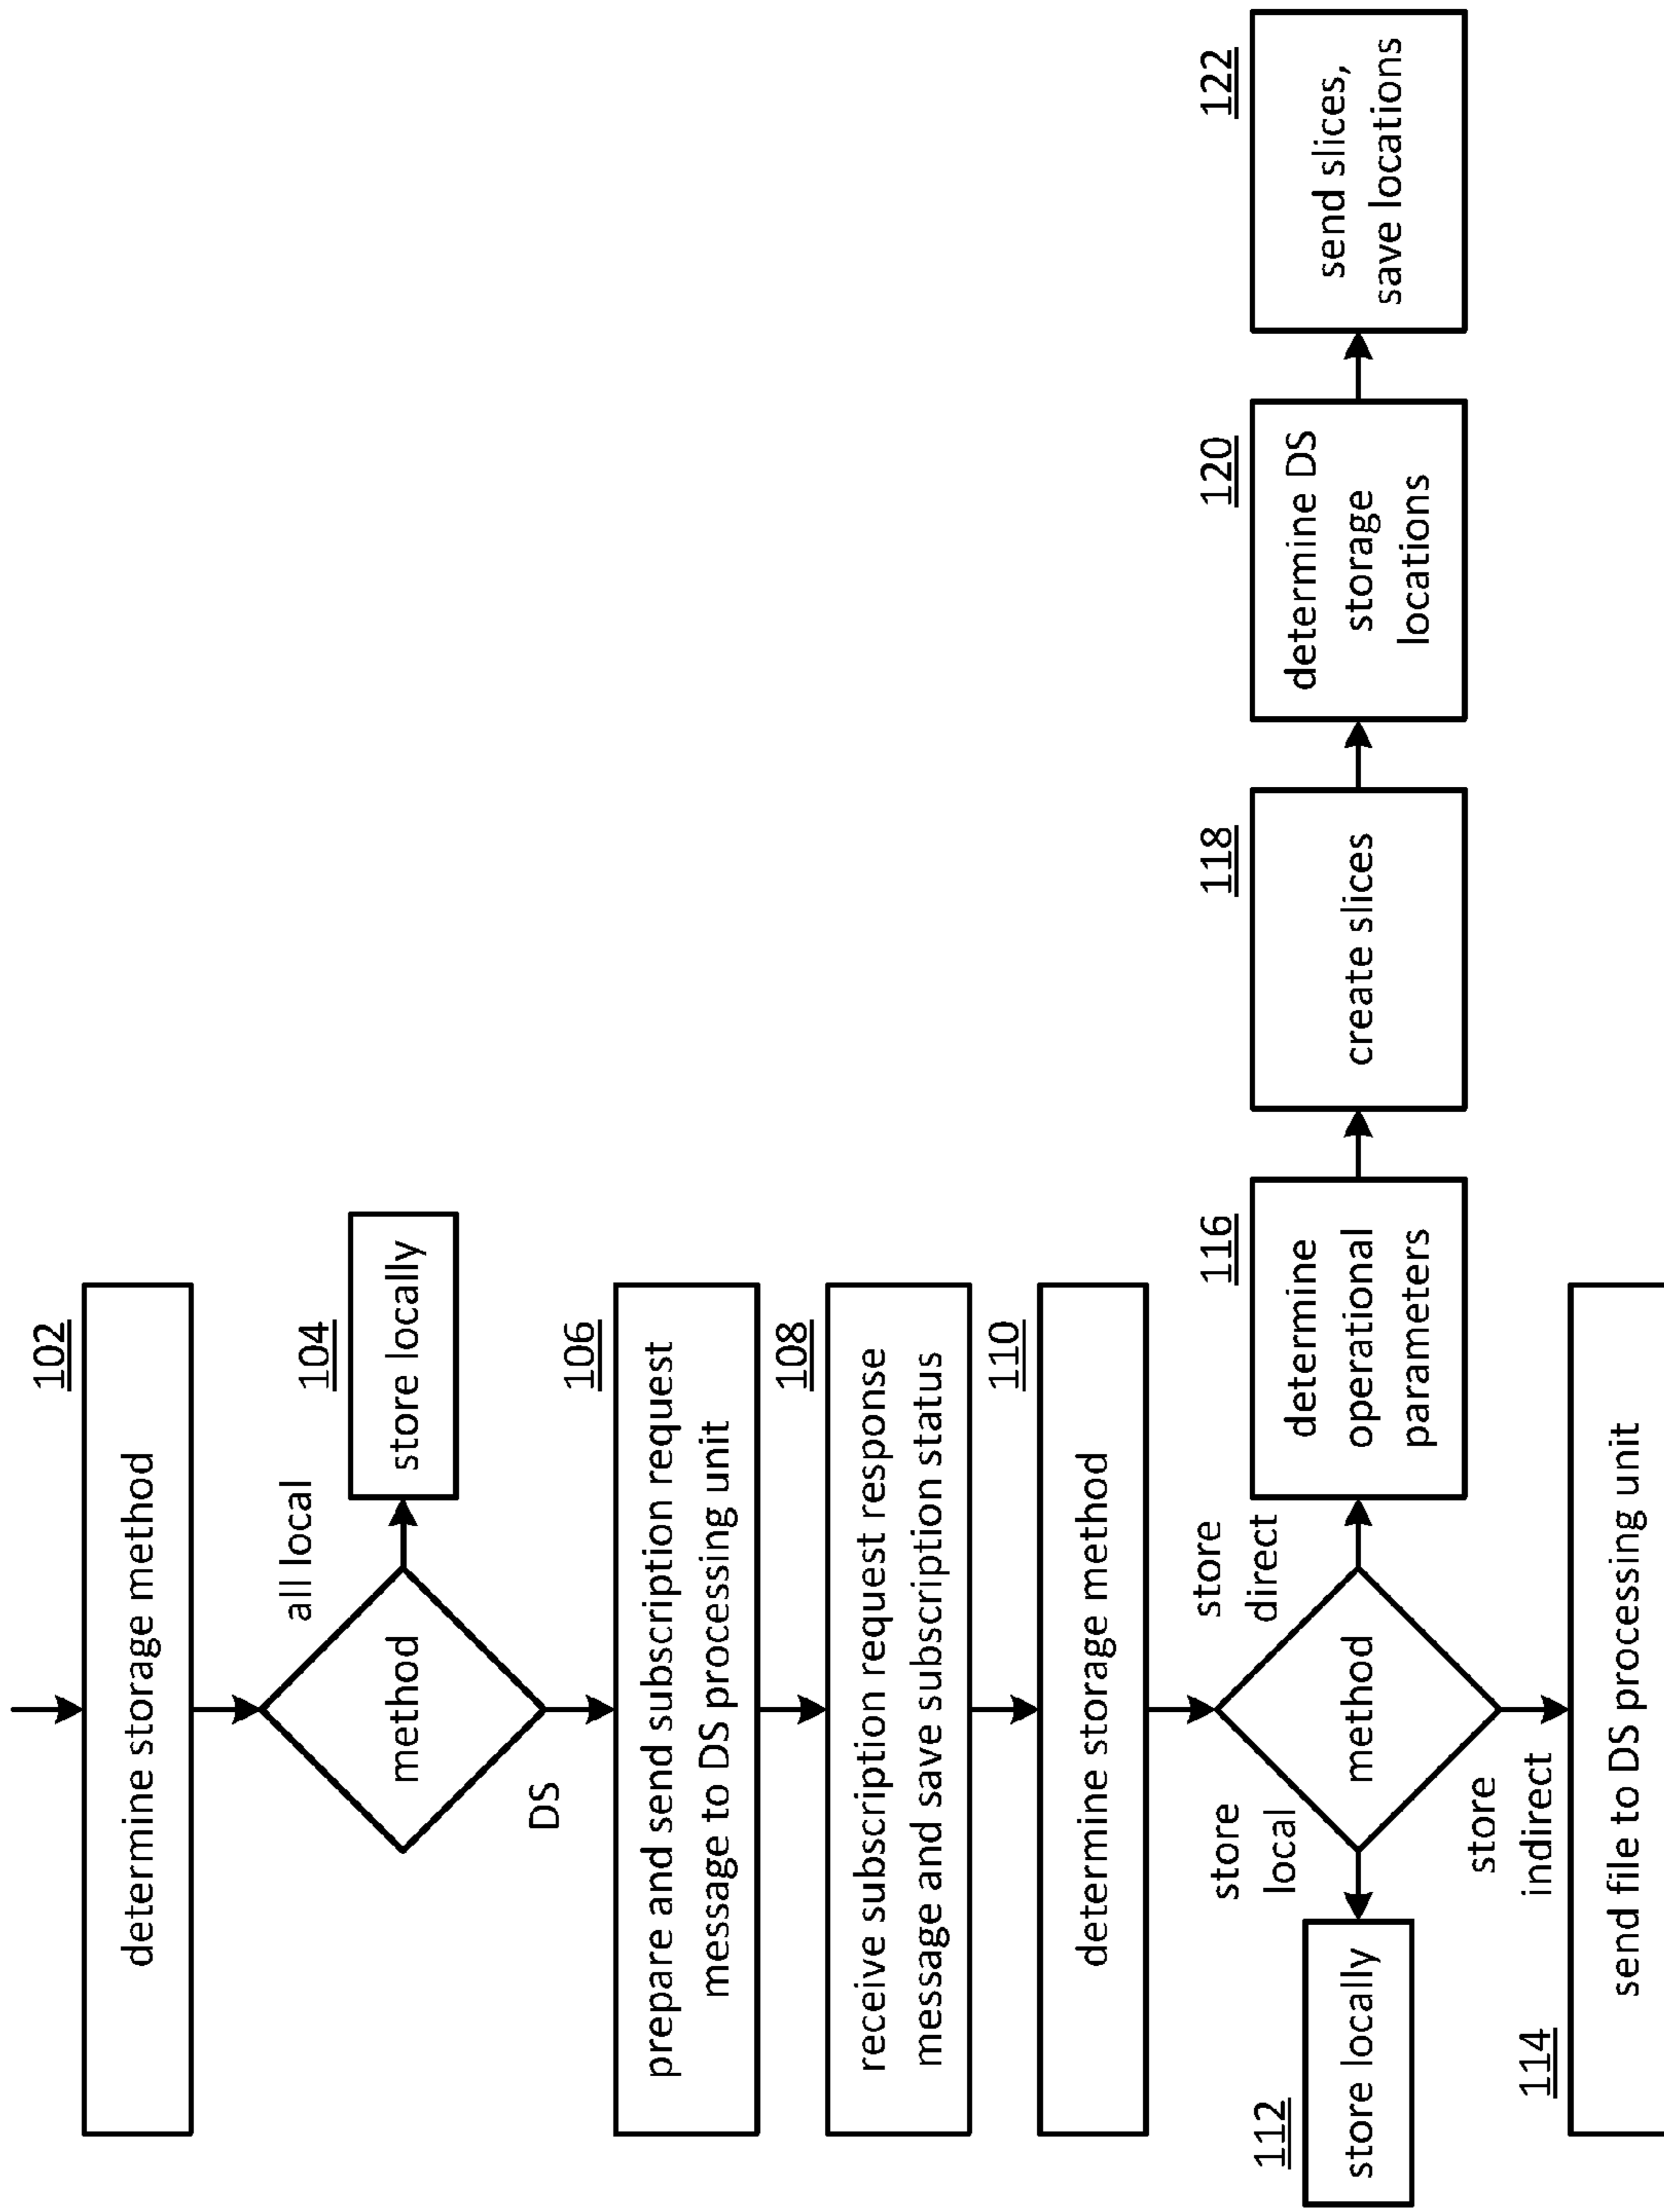 102
determine storage method
method
all local
104
store locally
DS
106
prepare and send subscription request
message to DS processing unit
108
receive subscription request response
message and save subscription status
110
determine storage method
method
store
local
112
store locally
store
indirect
114
send file to DS processing unit
store
direct
116
determine
operational
parameters
118
create slices
120
determine DS
storage
locations
122
send slices,
save locations